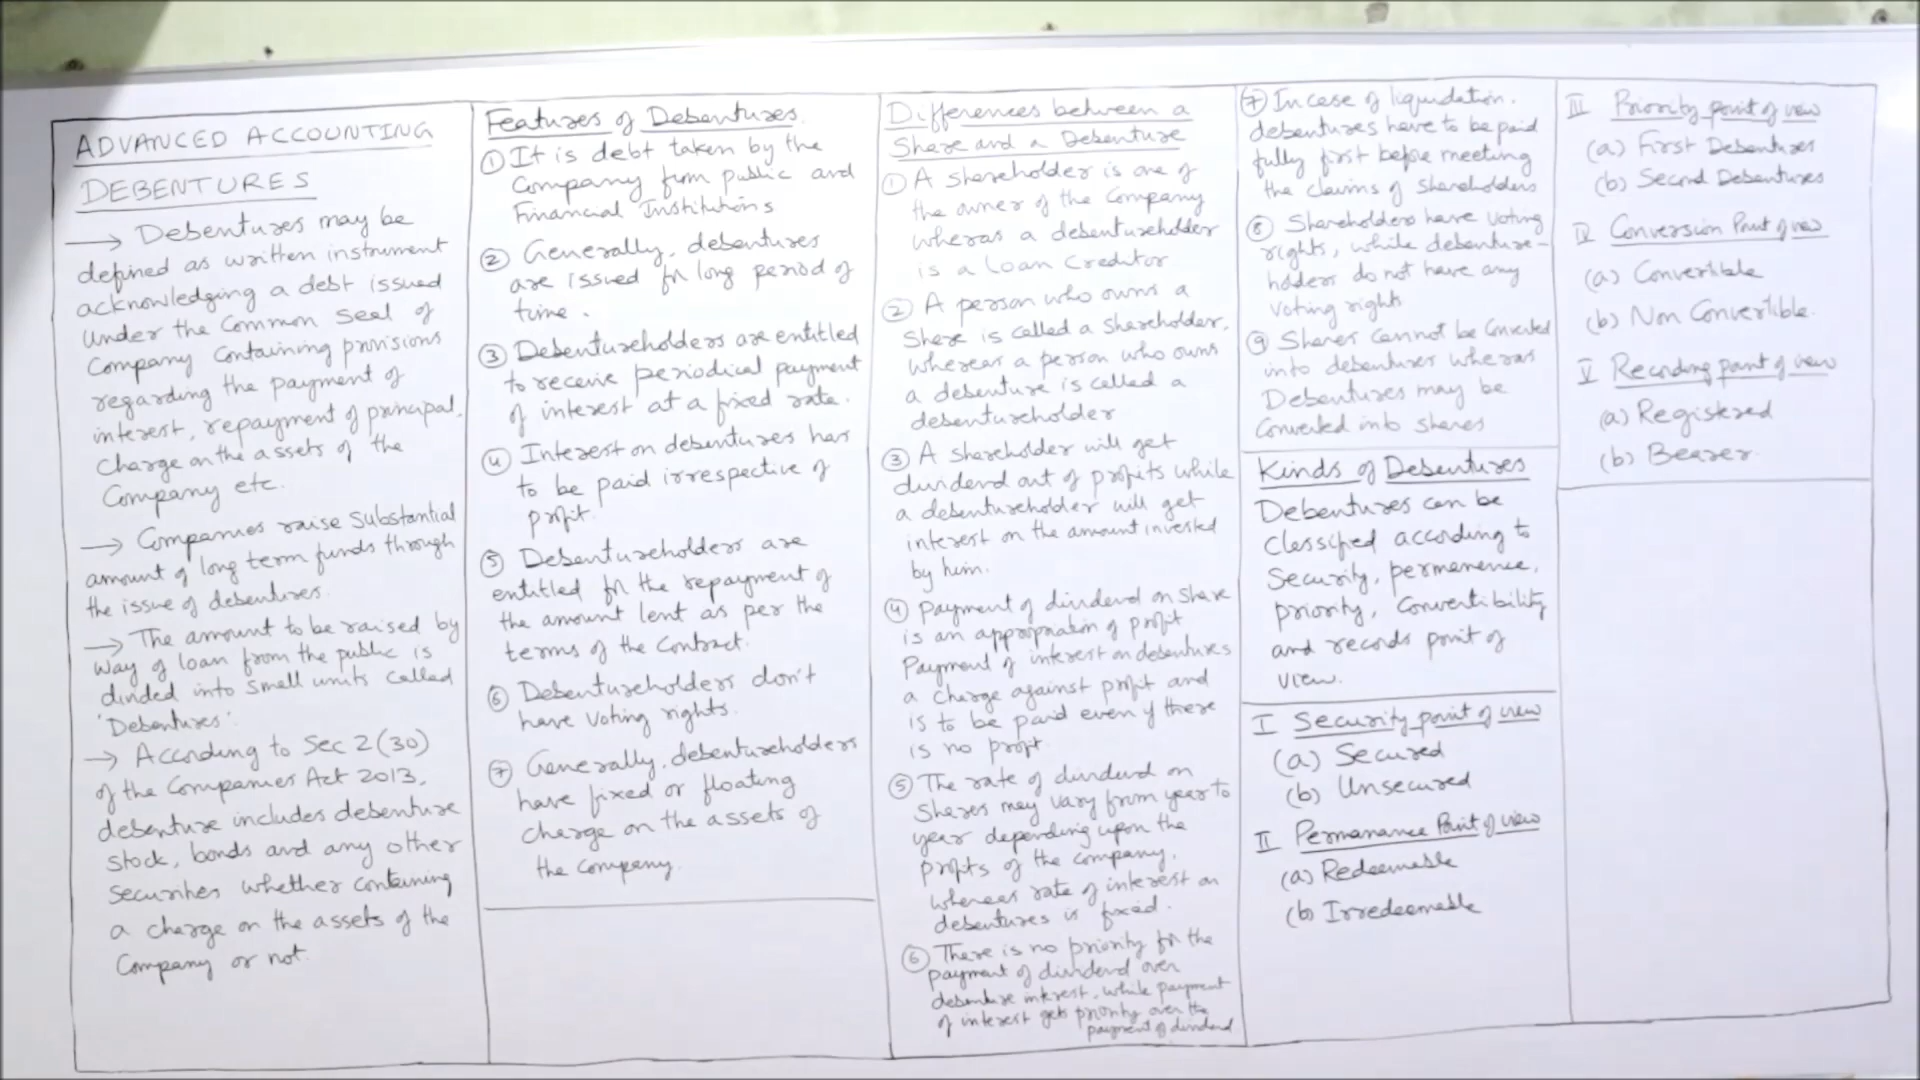 ADVANCED ACCOUNTING
DEBENTURES
→ Debentures may be
defined as written instrument
acknowledging a debt issued
under the Common Seal of
Company Containing provisions
regarding the payment of
interest, repayment of principal,
charge on the assets of the
Company etc.
→ Companies raise Substantial
amount of long term funds through
the issue of debentures.
→ The amount to be raised by
way of loan from the public is
divided into small units called
'Debentures'.
→ According to Sec 2(30)
of the Companies Act 2013,
debenture includes debenture
stock, bonds and any other
securities whether containing
a charge on the assets of the
Company or not.
Features of Debentures.
① It is debt taken by the
Company from public and
Financial Institutions
② Generally, debentures
are issued for long period of
time.
③ Debentureholders are entitled
to receive periodical payment
of interest at a fixed rate.
④ Interest on debentures has
to be paid irrespective of
profit.
⑤ Debentureholders are
entitled for the repayment of
the amount lent as per the
terms of the Contract.
⑥ Debentureholders don't
have voting rights.
⑦ Generally, debentureholders
have fixed or floating
charge on the assets of
the company.
Differences between a
Share and a Debenture
① A shareholder is one of
the owner of the Company
wheras a debentureholder
is a Loan Creditor
② A person who owns a
Share is called a Shareholder,
whereas a person who owns
a debenture is called a
debentureholder
③ A shareholder will get
dividend out of profits while
a debentureholder will get
interest on the amount invested
by him.
④ Payment of dividend on share
is an appropriation of profit
Payment of interest on debentures
a charge against profit and
is to be paid even if there
is no profit
⑤ The rate of dividend on
Shares may vary from year to
year depending upon the
profits of the company.
whereas rate of interest on
debentures is fixed.
⑥ There is no priority for the
payment of dividend over
debenture interest, while payment
of interest gets priority over the
payment of dividend
⑦ In case of liquidation.
debentures have to be paid
fully first before meeting
the claims of shareholders
⑧ Shareholders have voting
rights, while debenture-
holders do not have any
voting rights
⑨ Shares cannot be Converted
into debentures wheras
Debentures may be
Converted into shares
Kinds of Debentures
Debentures can be
Classified according to
Security, permanence,
priority, Convertibility
and records point of
view.
I Security point of view
(a) Secured
(b) Unsecured
II Permanance Point of view
(a) Redeemable
(b) Irredeemable
III Priority point of view
(a) First Debentures
(b) Second Debentures
IV Conversion Point of view
(a) Convertible
(b) Non Convertible.
V Recording point of view
(a) Registered
(b) Bearer.